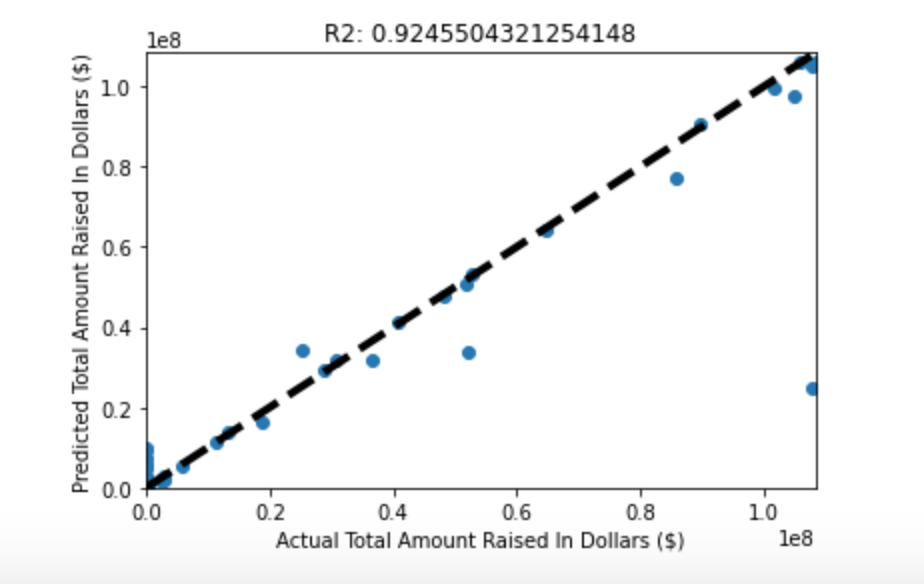 R2: 0.9245504321254148
1e8
Predicted Total Amount Raised In Dollars ($)
1.0
0.8
0.6
0.4
0.2
0.0
0.0 0.2 0.4 0.6 0.8 1.0
Actual Total Amount Raised In Dollars ($)
1e8